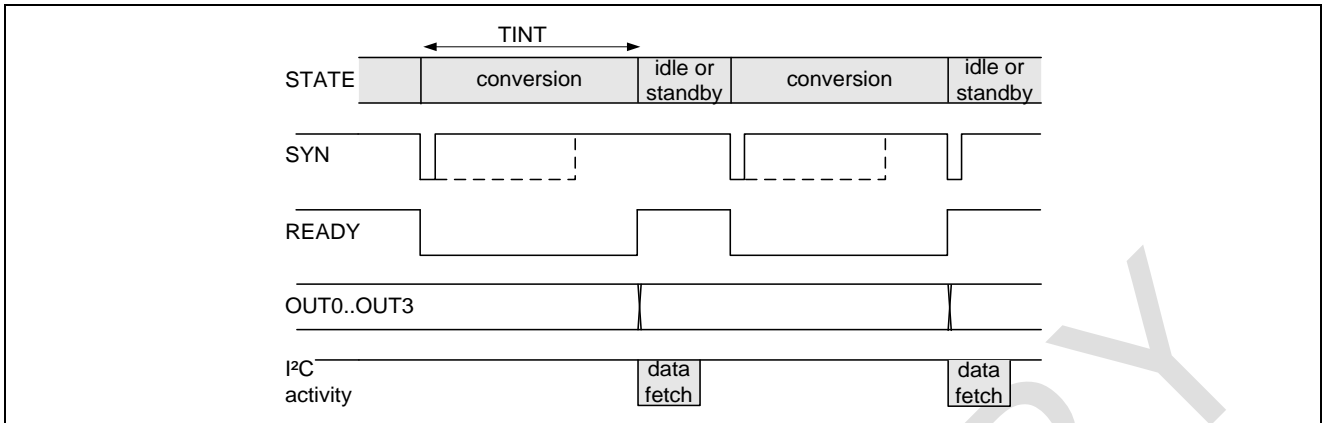 TINT
STATE conversion idle or standby conversion idle or standby
SYN
READY
OUT0..OUT3
I²C activity data fetch data fetch